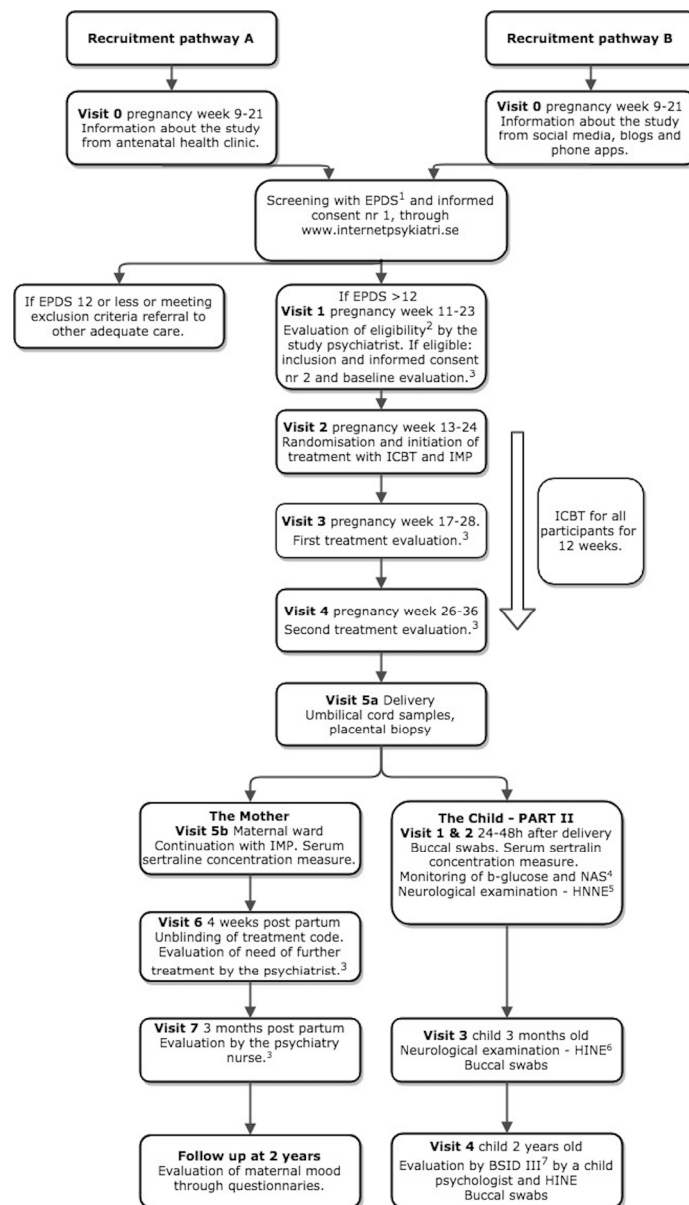 Recruitment pathway A
Recruitment pathway B
Visit 0 pregnancy week 9-21
Information about the study
from antenatal health clinic.
Visit 0 pregnancy week 9-21
Information about the study
from social media, blogs and
phone apps.
Screening with EPDS¹ and informed
consent nr 1, through
www.internetpsykiatri.se
If EPDS 12 or less or meeting
exclusion criteria referral to
other adequate care.
If EPDS >12
Visit 1 pregnancy week 11-23
Evaluation of eligibility² by the
study psychiatrist. If eligible:
inclusion and informed consent
nr 2 and baseline evaluation.³
Visit 2 pregnancy week 13-24
Randomisation and initiation of
treatment with ICBT and IMP
ICBT for all
participants for
12 weeks.
Visit 3 pregnancy week 17-28.
First treatment evaluation.³
Visit 4 pregnancy week 26-36
Second treatment evaluation.³
Visit 5a Delivery
Umbilical cord samples,
placental biopsy
The Mother
Visit 5b Maternal ward
Continuation with IMP. Serum
sertraline concentration measure.
The Child - PART II
Visit 1 & 2 24-48h after delivery
Buccal swabs. Serum sertralin
concentration measure.
Monitoring of b-glucose and NAS⁴
Neurological examination - HNNE⁵
Visit 6 4 weeks post partum
Unblinding of treatment code.
Evaluation of need of further
treatment by the psychiatrist.³
Visit 7 3 months post partum
Evaluation by the psychiatry
nurse.³
Visit 3 child 3 months old
Neurological examination - HINE⁶
Buccal swabs
Follow up at 2 years
Evaluation of maternal mood
through questionnaries.
Visit 4 child 2 years old
Evaluation by BSID III⁷ by a child
psychologist and HINE
Buccal swabs